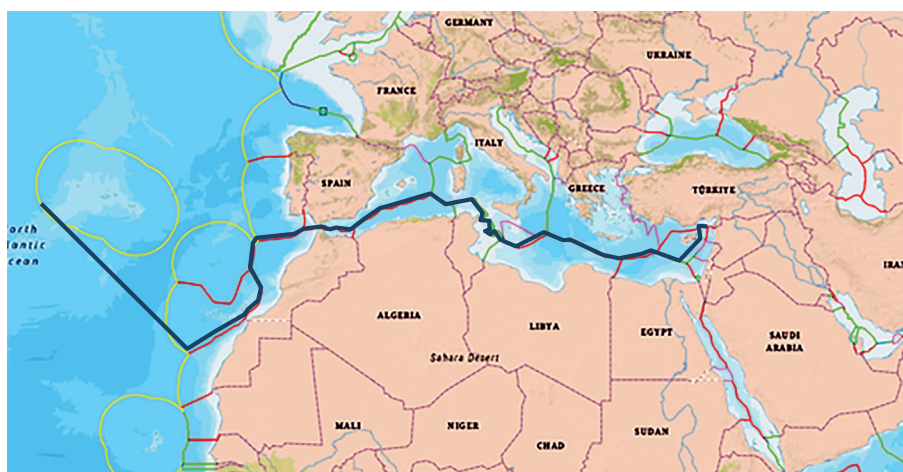 GERMANY
UKRAINE
FRANCE
ITALY
SPAIN
GREECE
TÜRKIYE
orth
lantic
cean
IRAN
ALGERIA
LIBYA
EGYPT
SAUDI
ARABIA
Sahara Desert
MALI
NIGER
CHAD
SUDAN